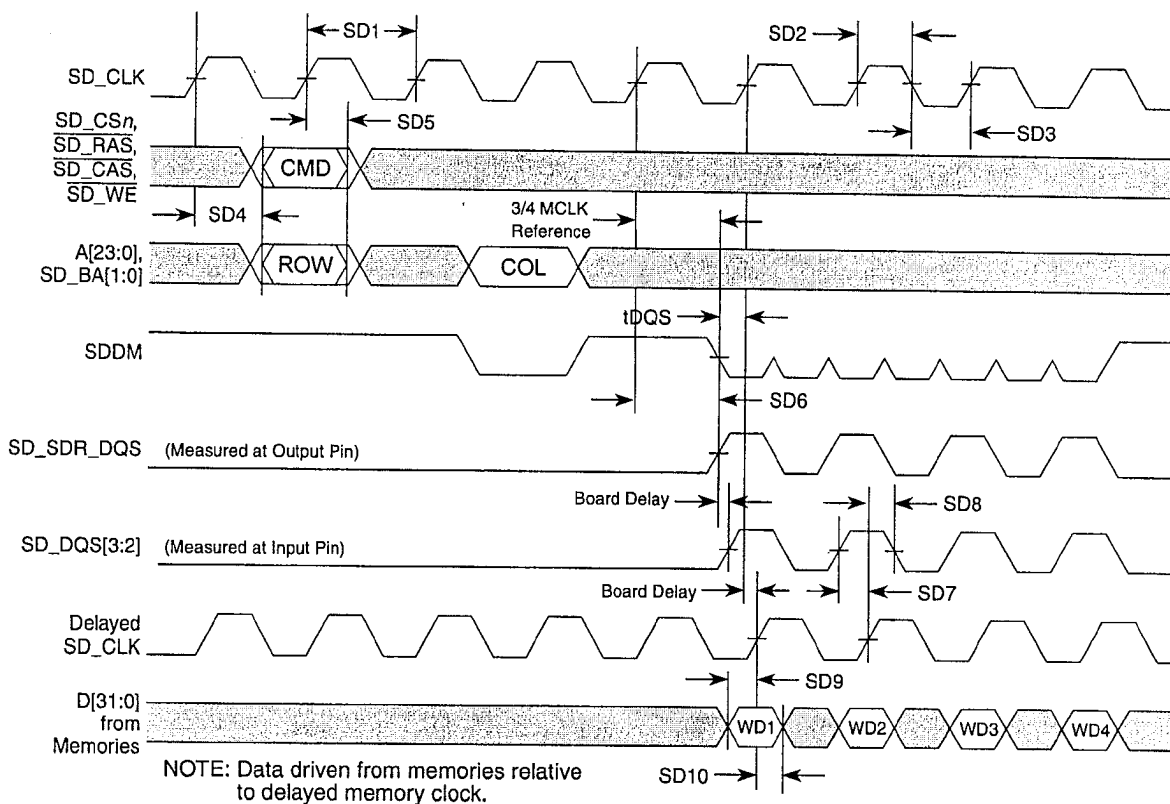 SD1
SD2
SD_CLK
SD_CSn,
SD_RAS,
SD_CAS,
SD_WE
SD5
SD3
CMD
SD4
3/4 MCLK
Reference
A[23:0],
SD_BA[1:0]
ROW
COL
tDQS
SDDM
SD6
SD_SDR_DQS
(Measured at Output Pin)
Board Delay
SD8
SD_DQS[3:2]
(Measured at Input Pin)
Board Delay
SD7
Delayed
SD_CLK
SD9
D[31:0]
from
Memories
WD1
WD2
WD3
WD4
SD10
NOTE: Data driven from memories relative
to delayed memory clock.